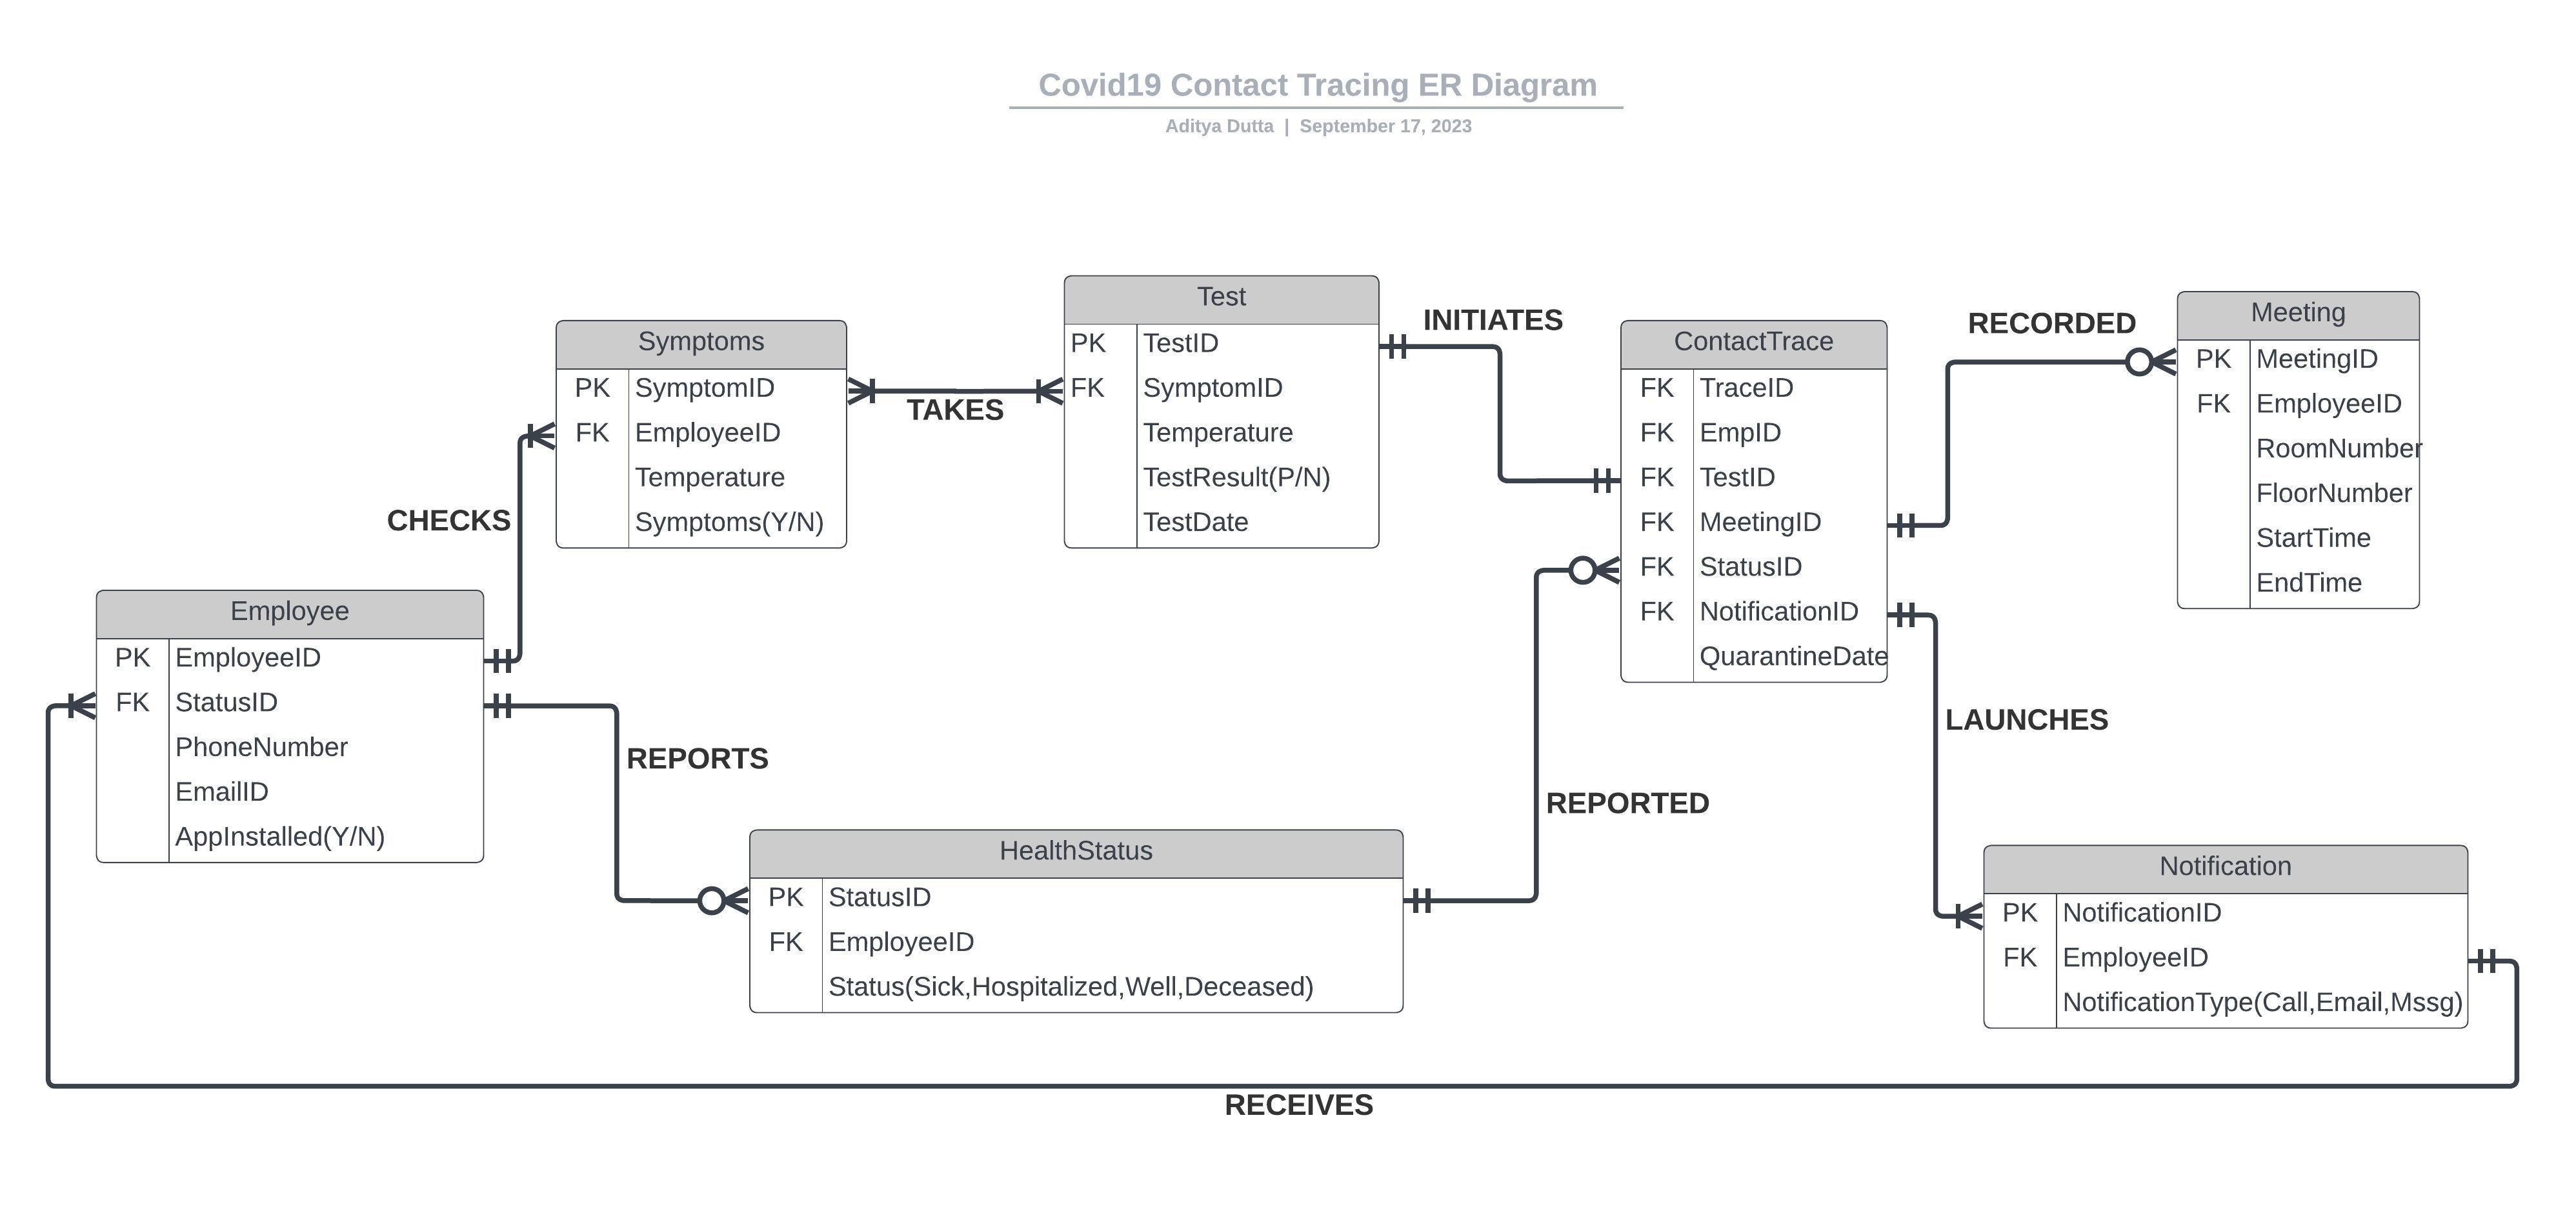 Covid19 Contact Tracing ER Diagram
Aditya Dutta | September 17, 2023
Symptoms
PK SymptomID
FK EmployeeID
Temperature
Symptoms(Y/N)
TAKES
Test
PK TestID
FK SymptomID
Temperature
TestResult(P/N)
TestDate
INITIATES
ContactTrace
FK TraceID
FK EmpID
FK TestID
FK MeetingID
FK StatusID
FK NotificationID
QuarantineDate
RECORDED
Meeting
PK MeetingID
FK EmployeeID
RoomNumber
FloorNumber
StartTime
EndTime
CHECKS
Employee
PK EmployeeID
FK StatusID
PhoneNumber
EmailID
AppInstalled(Y/N)
REPORTS
HealthStatus
PK StatusID
FK EmployeeID
Status(Sick,Hospitalized,Well,Deceased)
REPORTED
LAUNCHES
Notification
PK NotificationID
FK EmployeeID
NotificationType(Call,Email,Mssg)
RECEIVES